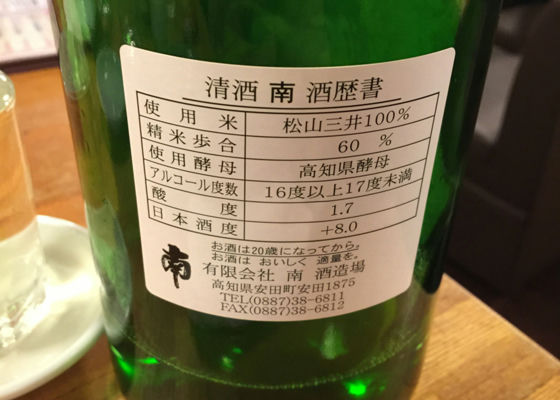 清酒 南 酒歴書
使用米 松山三井100%
精米歩合 60 %
使用酵母 高知県酵母
アルコール度数 16度以上17度未満
酸度 1.7
日本酒度 +8.0
お酒は20歳になってから。
お酒は おいしく 適量を。
南 有限会社 南 酒造場
高知県安田町安田1875
TEL(0887)38-6811
FAX(0887)38-6812